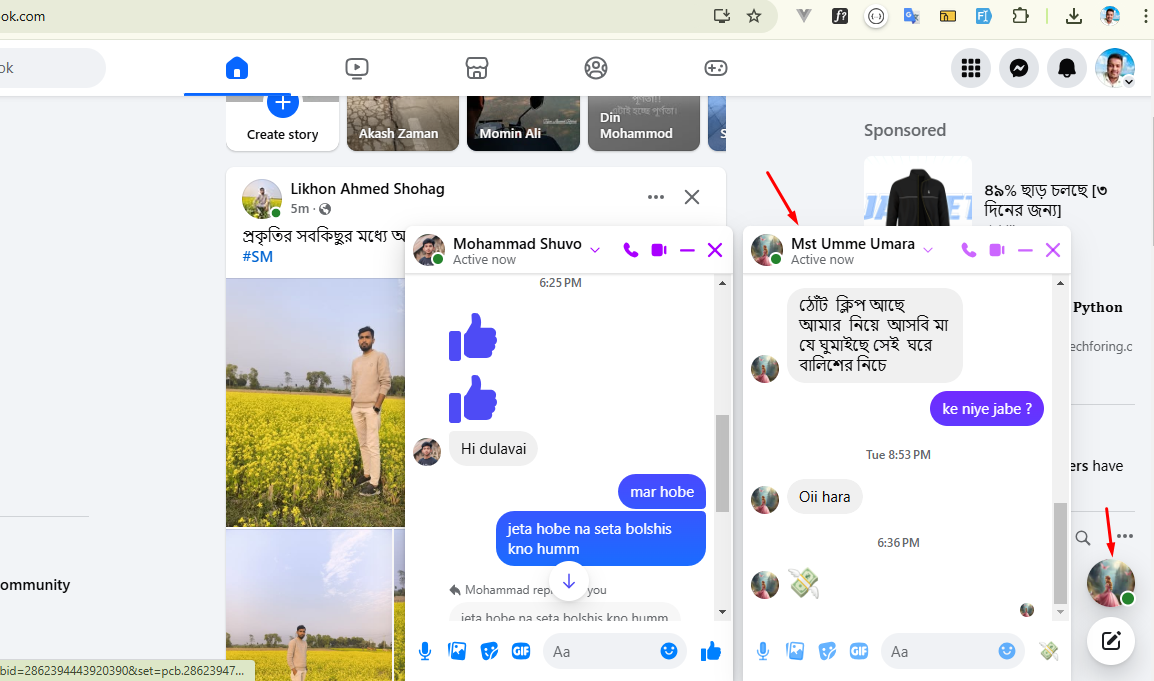 ok.com
ok
Create story
Akash Zaman
Momin Ali
Din
Mohammod
Likhon Ahmed Shohag
5m ·
প্রকৃতির সবকিছুর মধ্যে
#SM
Mohammad Shuvo
Active now
6:25 PM
Hi dulavai
mar hobe
jeta hobe na seta bolshis
kno humm
Mohammad you
jeta hobe na seta bolshis kno humm
GIF
Aa
Mst Umme Umara
Active now
ঠোঁট ক্লিপ আছে
আমার নিয়ে আসবি মা
যে ঘুমাইছে সেই ঘরে
বালিশের নিচে
ke niye jabe ?
Tue 8:53 PM
Oii hara
6:36 PM
GIF
Aa
Sponsored
৪৯% ছাড় চলছে [৩
দিনের জন্য]
Python
echforing.c
ers have
ommunity
bid=2862394443920390&set=pcb.28623947...